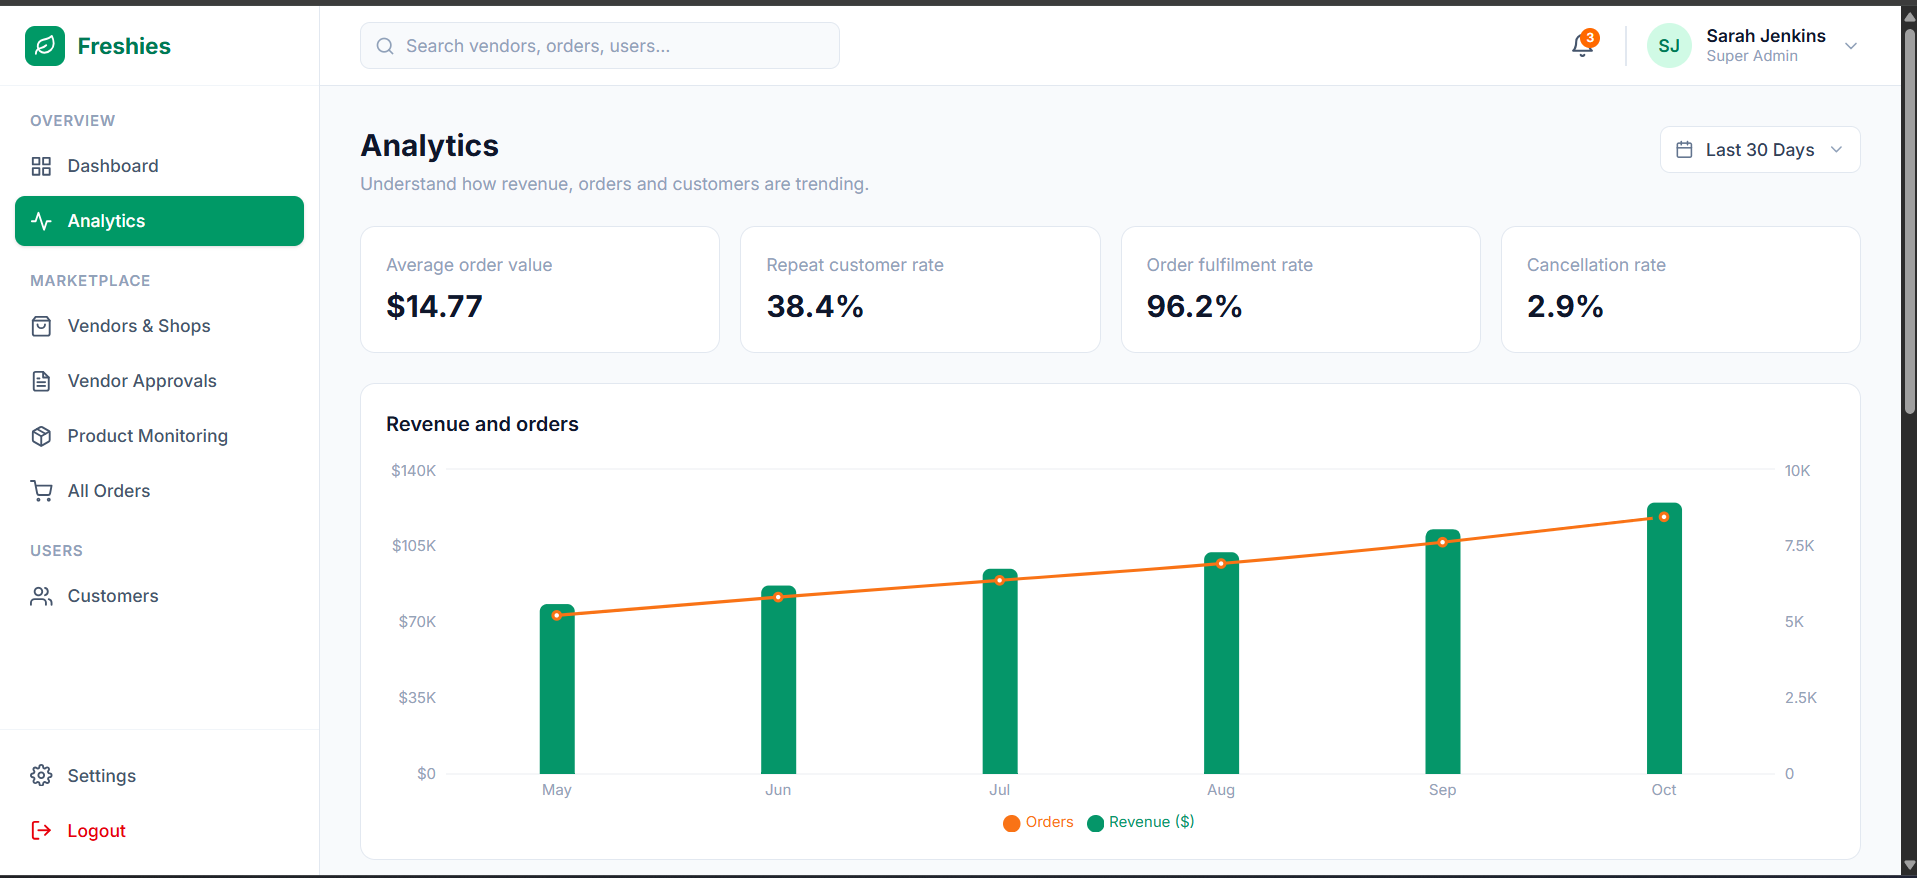 Freshies
Search vendors, orders, users...
3
SJ
Sarah Jenkins
Super Admin
OVERVIEW
Dashboard
Analytics
MARKETPLACE
Vendors & Shops
Vendor Approvals
Product Monitoring
All Orders
USERS
Customers
Settings
Logout
Analytics
Understand how revenue, orders and customers are trending.
Last 30 Days
Average order value
$14.77
Repeat customer rate
38.4%
Order fulfilment rate
96.2%
Cancellation rate
2.9%
Revenue and orders
$140K
$105K
$70K
$35K
$0
10K
7.5K
5K
2.5K
0
May Jun Jul Aug Sep Oct
Orders Revenue ($)